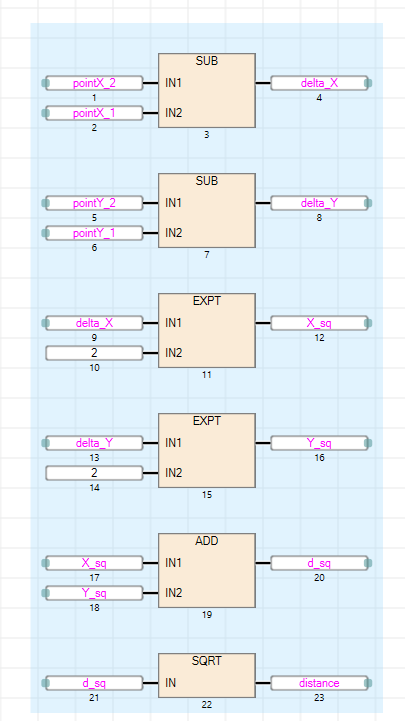 SUB
pointX_2 IN1 delta_X
1 4
pointX_1 IN2
2 3
SUB
pointY_2 IN1 delta_Y
5 8
pointY_1 IN2
6 7
EXPT
delta_X IN1 X_sq
9 12
2 IN2
10 11
EXPT
delta_Y IN1 Y_sq
13 16
2 IN2
14 15
ADD
X_sq IN1 d_sq
17 20
Y_sq IN2
18 19
SQRT
d_sq IN distance
21 22 23